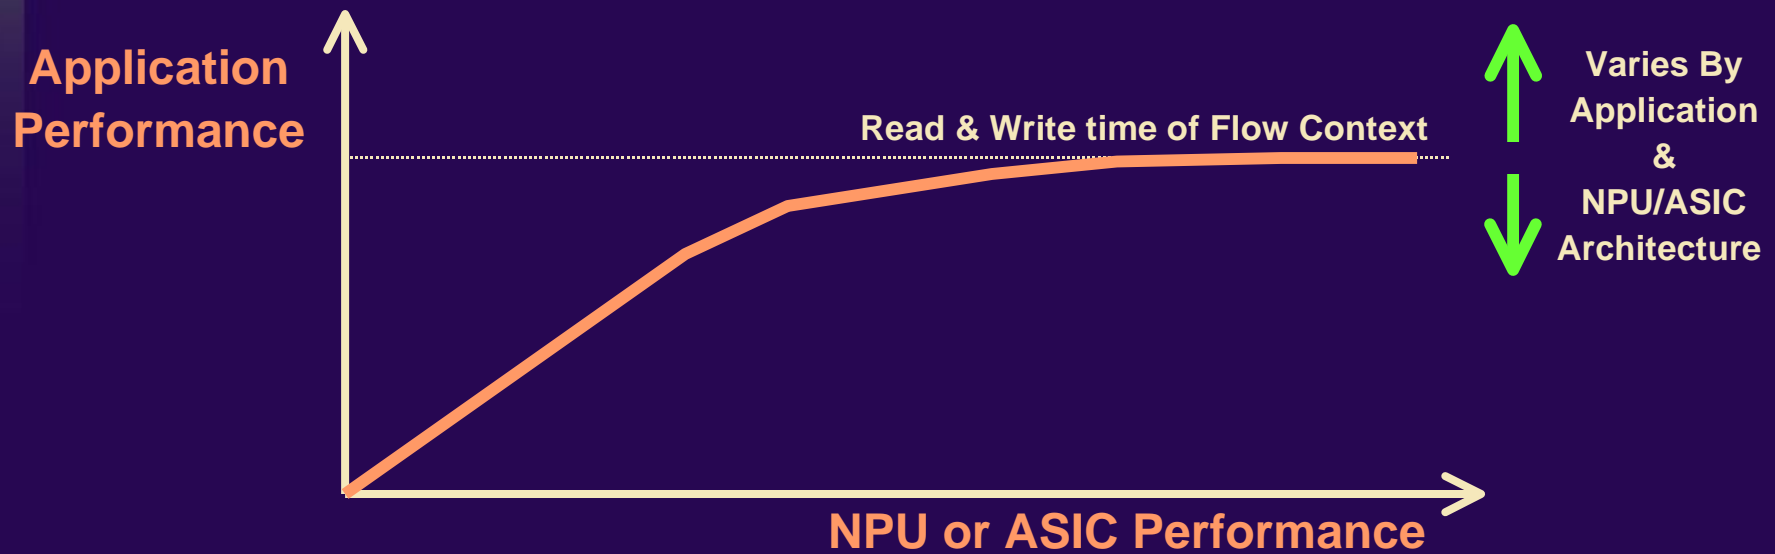 Application
Performance
Read & Write time of Flow Context
Varies By
Application
&
NPU/ASIC
Architecture
NPU or ASIC Performance